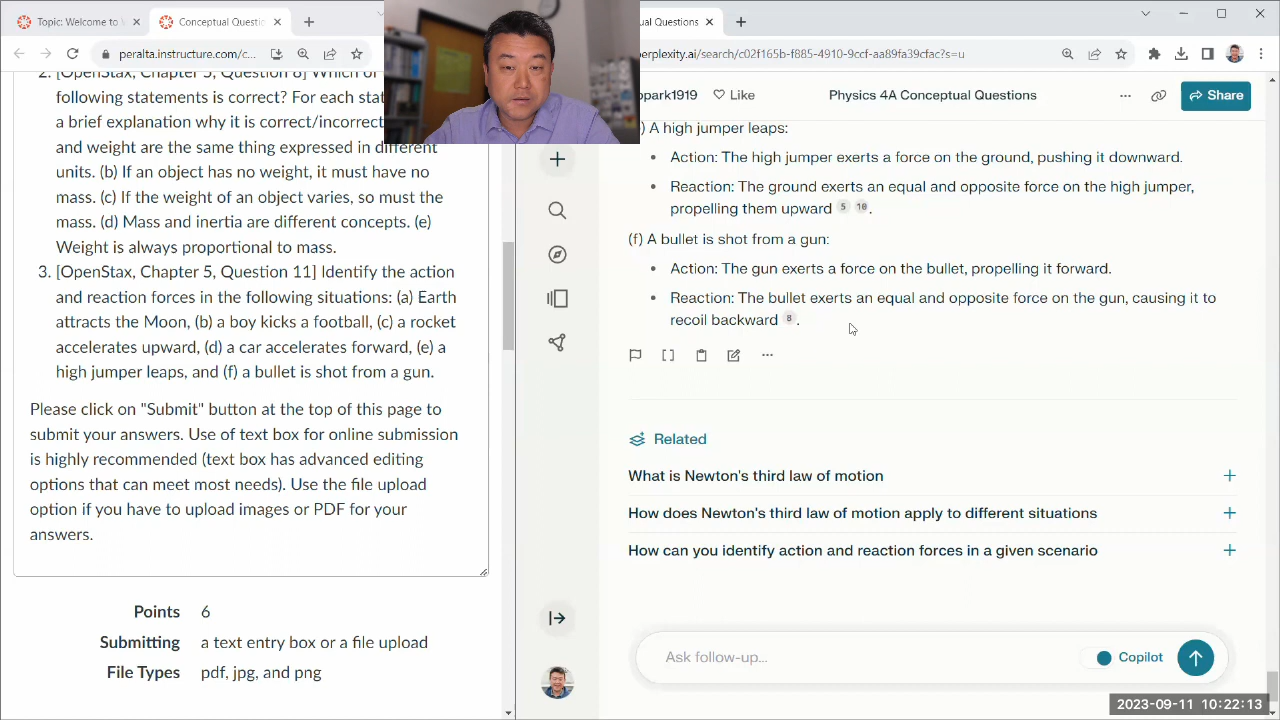 Topic: Welcome to
Conceptual Questio
ual Questions
peralta.instructure.com/c...
perplexity.ai/search/c02f165b-f885-4910-9ccf-aa89fa39cdee?s=u
2. [OpenStax, Chapter 5, Question 8] Which of
following statements is correct? For each sta
a brief explanation why it is correct/incorrect
and weight are the same thing expressed in different
units. (b) If an object has no weight, it must have no
mass. (c) If the weight of an object varies, so must the
mass. (d) Mass and inertia are different concepts. (e)
Weight is always proportional to mass.
3. [OpenStax, Chapter 5, Question 11] Identify the action
and reaction forces in the following situations: (a) Earth
attracts the Moon, (b) a boy kicks a football, (c) a rocket
accelerates upward, (d) a car accelerates forward, (e) a
high jumper leaps, and (f) a bullet is shot from a gun.
Please click on "Submit" button at the top of this page to
submit your answers. Use of text box for online submission
is highly recommended (text box has advanced editing
options that can meet most needs). Use the file upload
option if you have to upload images or PDF for your
answers.
Points 6
Submitting a text entry box or a file upload
File Types pdf, jpg, and png
opark1919 Like Physics 4A Conceptual Questions Share
) A high jumper leaps:
• Action: The high jumper exerts a force on the ground, pushing it downward.
• Reaction: The ground exerts an equal and opposite force on the high jumper,
propelling them upward 5 10.
(f) A bullet is shot from a gun:
• Action: The gun exerts a force on the bullet, propelling it forward.
• Reaction: The bullet exerts an equal and opposite force on the gun, causing it to
recoil backward 8.
Related
What is Newton's third law of motion
How does Newton's third law of motion apply to different situations
How can you identify action and reaction forces in a given scenario
Ask follow-up...
Copilot
2023-09-11 10:22:13